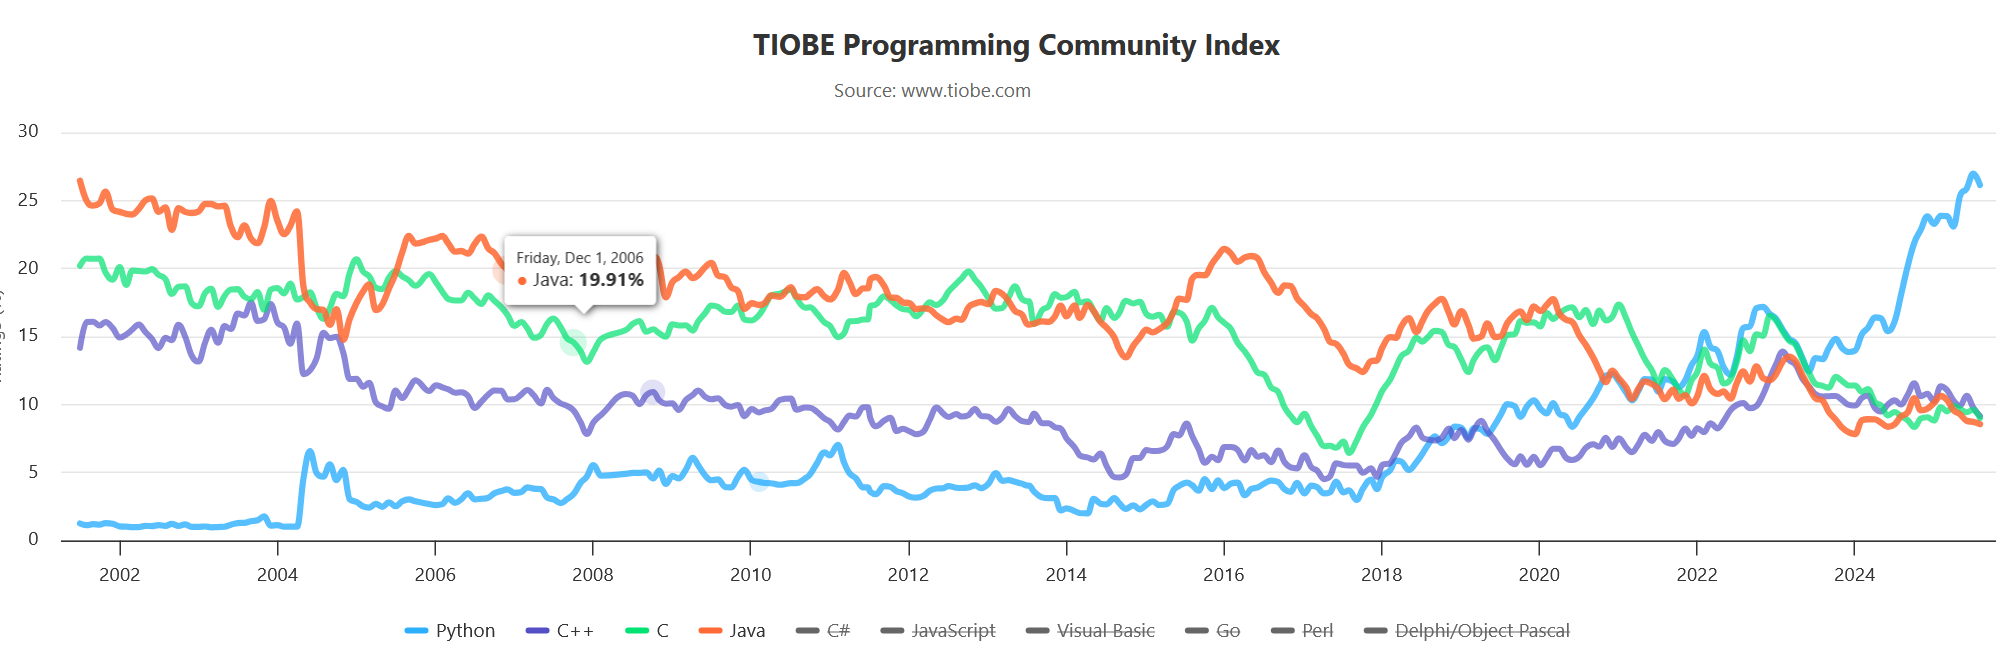 TIOBE Programming Community Index
Source: www.tiobe.com
30
25
20
15
10
5
0
Friday, Dec 1, 2006
● Java: 19.91%
2002 2004 2006 2008 2010 2012 2014 2016 2018 2020 2022 2024
Python C++ C Java C# JavaScript Visual Basic Go Perl Delphi/Object Pascal